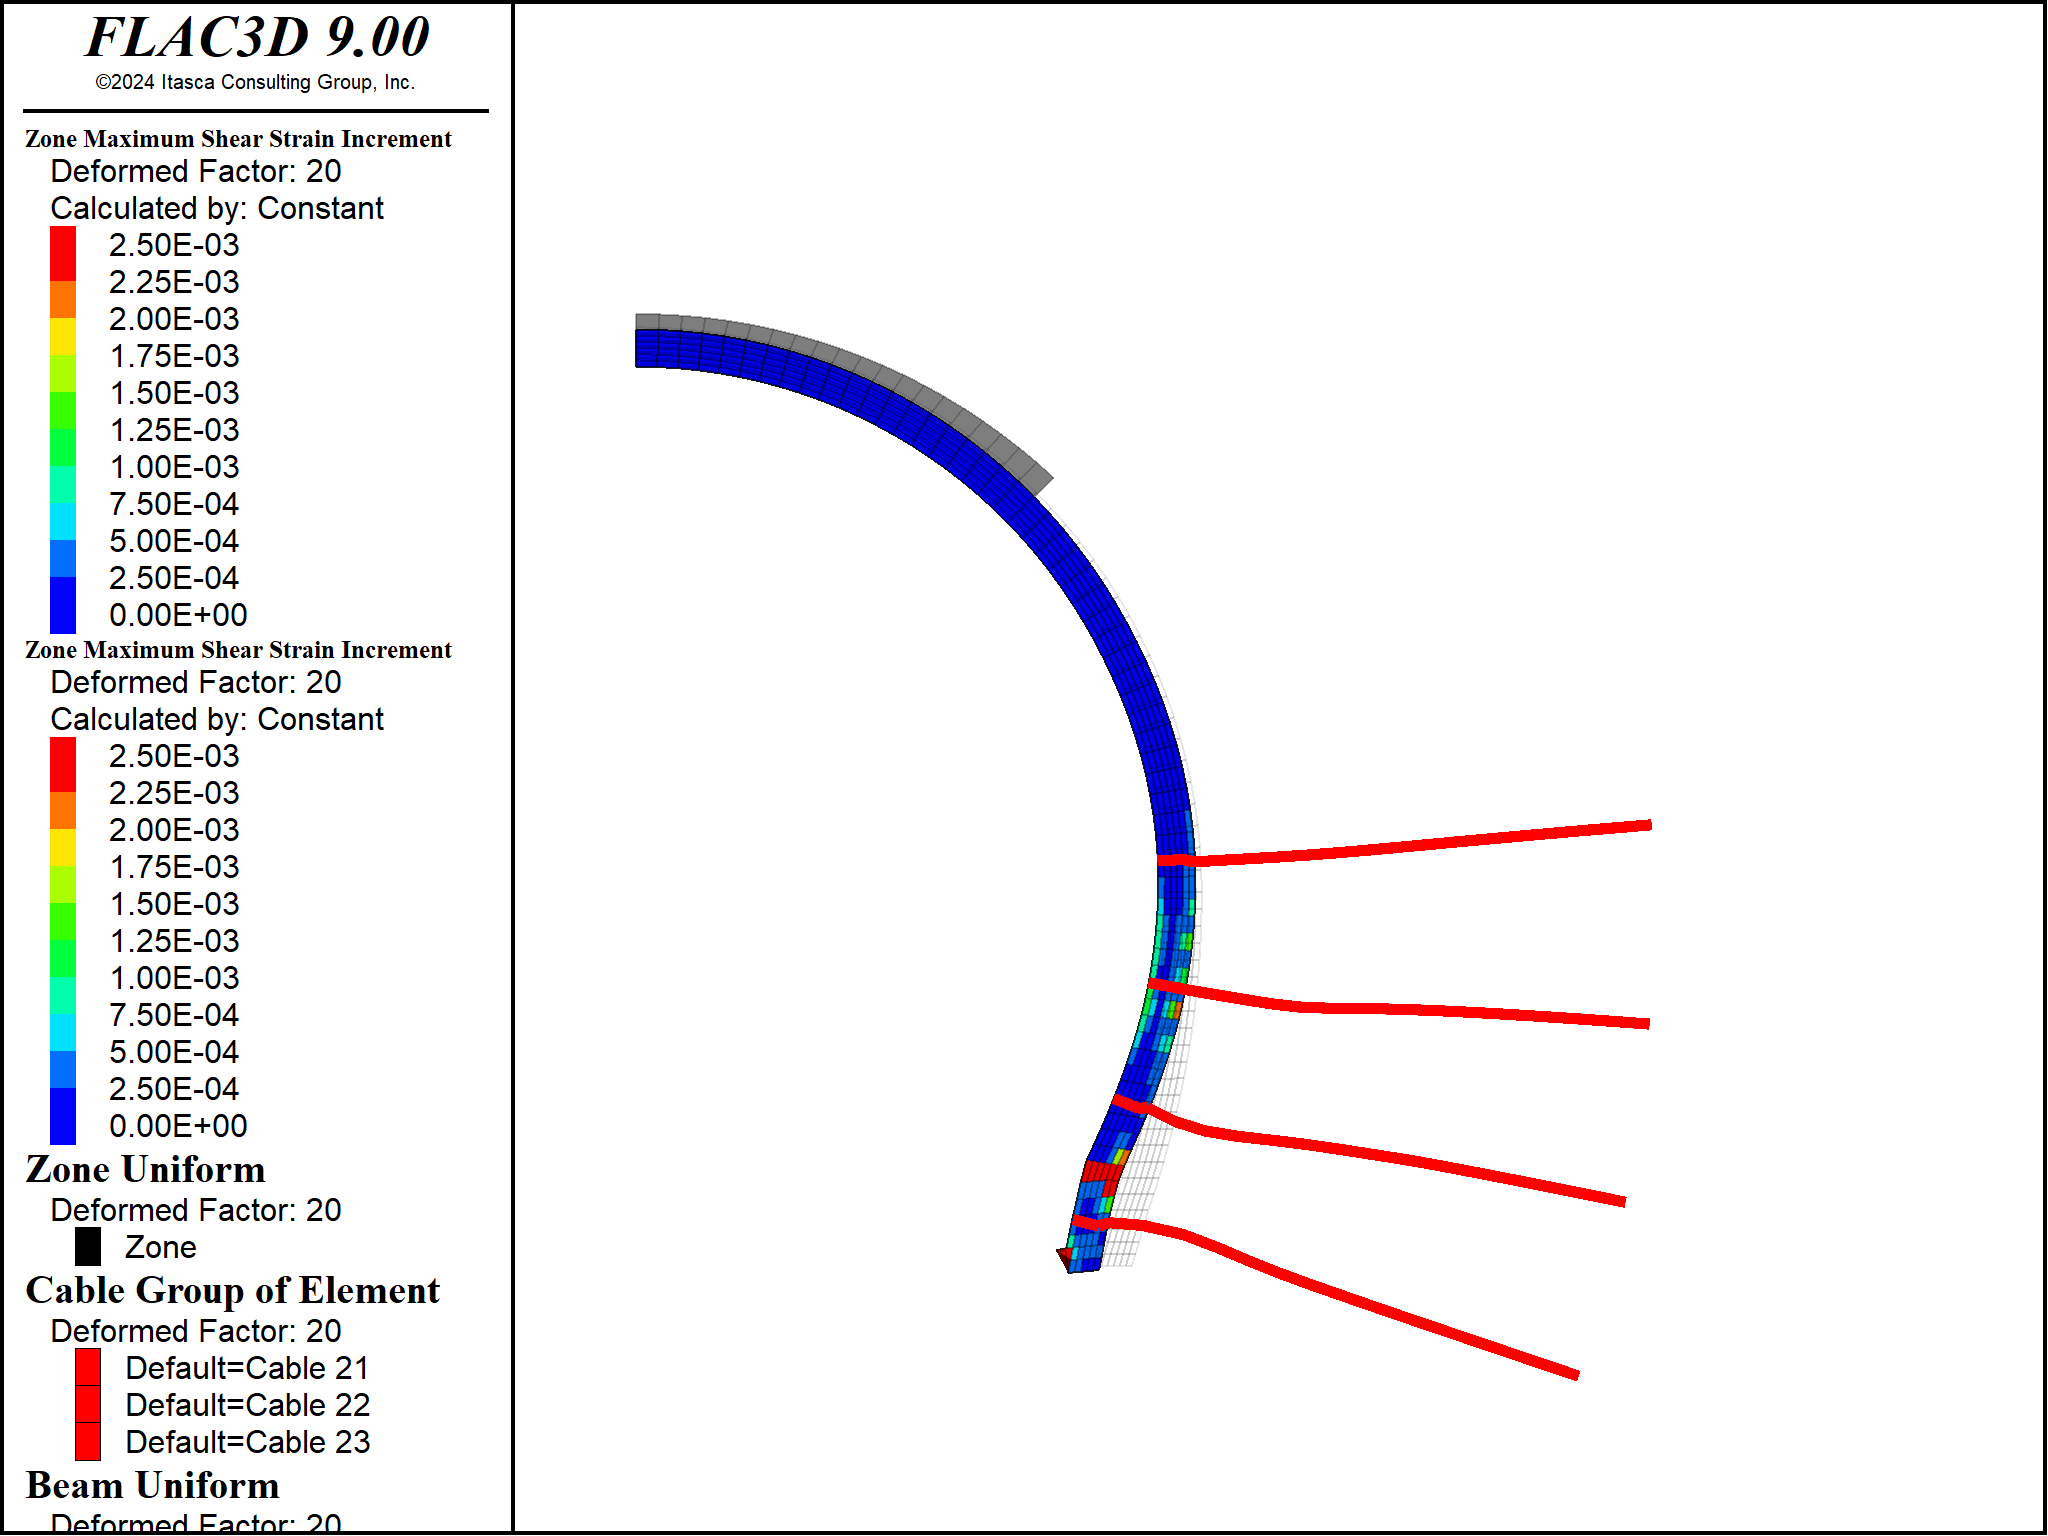 FLAC3D 9.00
©2024 Itasca Consulting Group, Inc.
Zone Maximum Shear Strain Increment
Deformed Factor: 20
Calculated by: Constant
2.50E-03
2.25E-03
2.00E-03
1.75E-03
1.50E-03
1.25E-03
1.00E-03
7.50E-04
5.00E-04
2.50E-04
0.00E+00
Zone Maximum Shear Strain Increment
Deformed Factor: 20
Calculated by: Constant
2.50E-03
2.25E-03
2.00E-03
1.75E-03
1.50E-03
1.25E-03
1.00E-03
7.50E-04
5.00E-04
2.50E-04
0.00E+00
Zone Uniform
Deformed Factor: 20
Zone
Cable Group of Element
Deformed Factor: 20
Default=Cable 21
Default=Cable 22
Default=Cable 23
Beam Uniform
Deformed Factor: 20